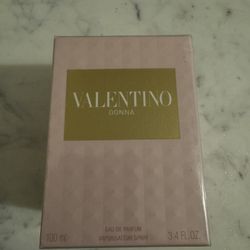 VALENTINO
DONNA
EAU DE PARFUM
100 ml VAPORISATEUR SPRAY 3.4 FL.OZ.